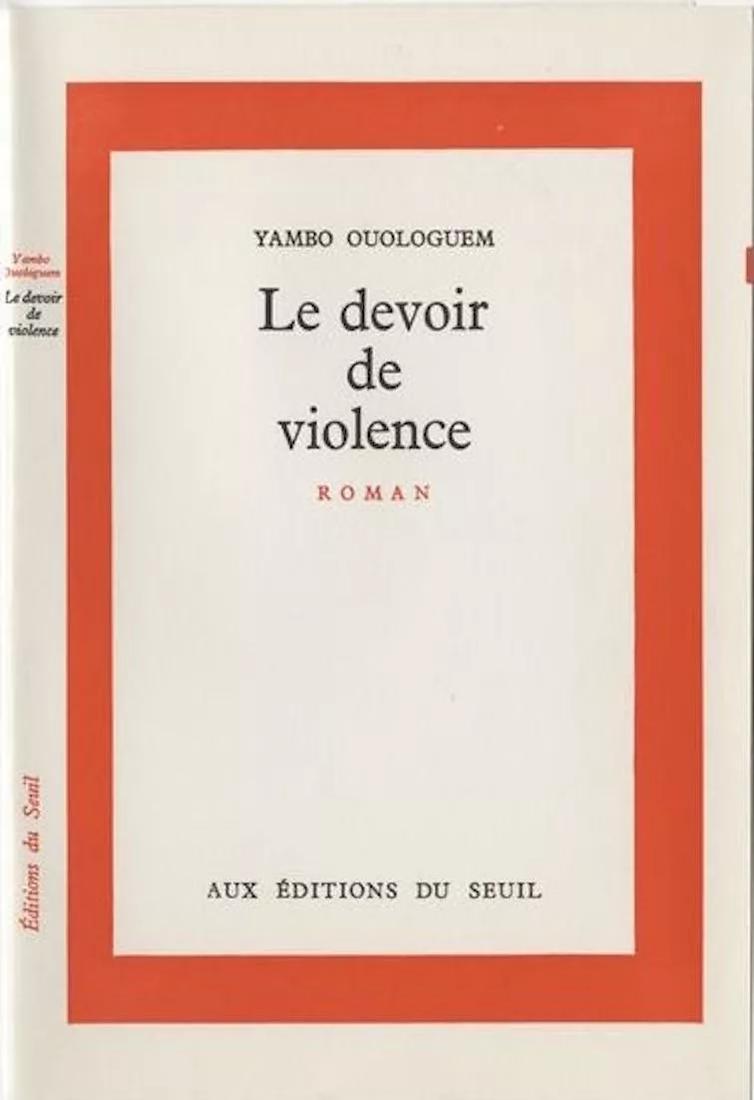 YAMBO OUOLOGUEM
Le devoir
de
violence
ROMAN
AUX ÉDITIONS DU SEUIL
Yambo
Ouologuem
Le devoir
de
violence
Éditions du Seuil